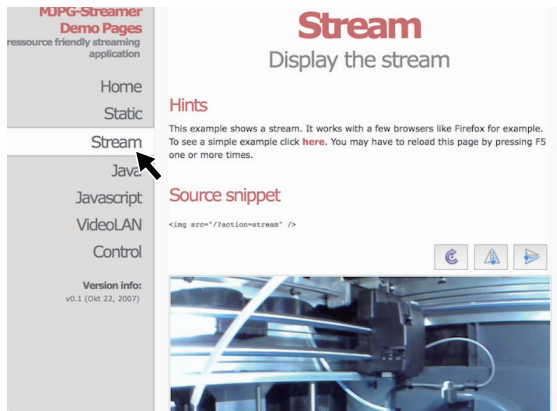 MJPG-Streamer
Demo Pages
ressource friendly streaming
application
Home
Static
Stream
Java
Javascript
VideoLAN
Control
Version info:
v0.1 (Okt 22, 2007)
Stream
Display the stream
Hints
This example shows a stream. It works with a few browsers like Firefox for example.
To see a simple example click here. You may have to reload this page by pressing F5
one or more times.
Source snippet
<img src="/?action=stream" />